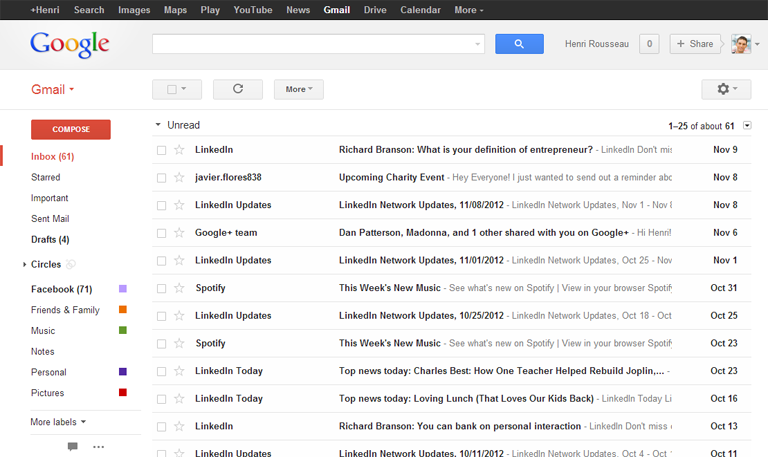 +Henri Search Images Maps Play YouTube News Gmail Drive Calendar More
Google
Henri Rousseau 0 + Share
Gmail
More
COMPOSE
Unread 1–25 of about 61
Inbox (61)
Starred
Important
Sent Mail
Drafts (4)
Circles
Facebook (71)
Friends & Family
Music
Notes
Personal
Pictures
More labels
LinkedIn Richard Branson: What is your definition of entrepreneur? - LinkedIn Don't mis Nov 9
javier.flores838 Upcoming Charity Event - Hey Everyone! I just wanted to send out a reminder abo Nov 8
LinkedIn Updates LinkedIn Network Updates, 11/08/2012 - LinkedIn Network Updates, Nov 1 - Nov 8 Nov 8
Google+ team Dan Patterson, Madonna, and 1 other shared with you on Google+ - Hi Henri! Nov 6
LinkedIn Updates LinkedIn Network Updates, 11/01/2012 - LinkedIn Network Updates, Oct 25 - Nov Nov 1
Spotify This Week's New Music - See what's new on Spotify | View in your browser Spotify Oct 31
LinkedIn Updates LinkedIn Network Updates, 10/25/2012 - LinkedIn Network Updates, Oct 18 - Oct Oct 25
Spotify This Week's New Music - See what's new on Spotify | View in your browser Spotify Oct 23
LinkedIn Today Top news today: Charles Best: How One Teacher Helped Rebuild Joplin,... - LinkedIn Oct 23
LinkedIn Today Top news today: Loving Lunch (That Loves Our Kids Back) - LinkedIn Today Li Oct 16
LinkedIn Richard Branson: You can bank on personal interaction - LinkedIn Don't miss Oct 13
LinkedIn Updates LinkedIn Network Updates, 10/11/2012 - LinkedIn Network Updates, Oct 4 - Oct 1 Oct 11